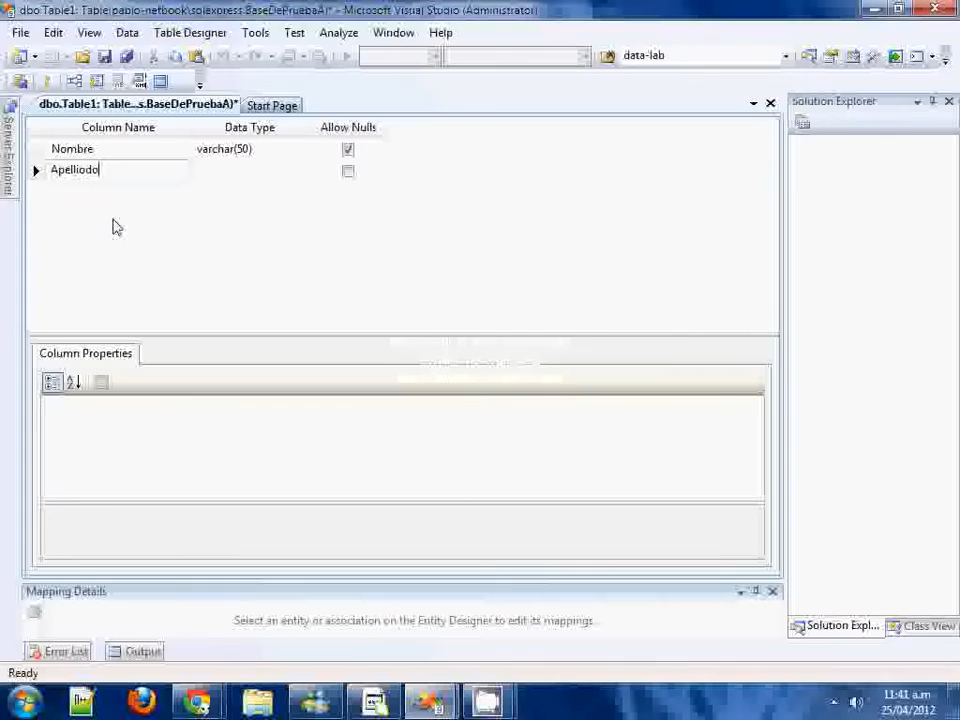 dbo.Table1: Table(pablo-netbook\sqlexpress.BaseDePruebaA)* - Microsoft Visual Studio (Administrator)
File Edit View Data Table Designer Tools Test Analyze Window Help
data-lab
dbo.Table1: Table...s.BaseDePruebaA)* Start Page
Solution Explorer
Server Explorer
Column Name Data Type Allow Nulls
Nombre varchar(50)
Apelliodo
Column Properties
Mapping Details
Select an entity or association on the Entity Designer to edit its mappings.
Solution Expl... Class View
Error List Output
Ready
11:41 a.m.
25/04/2012